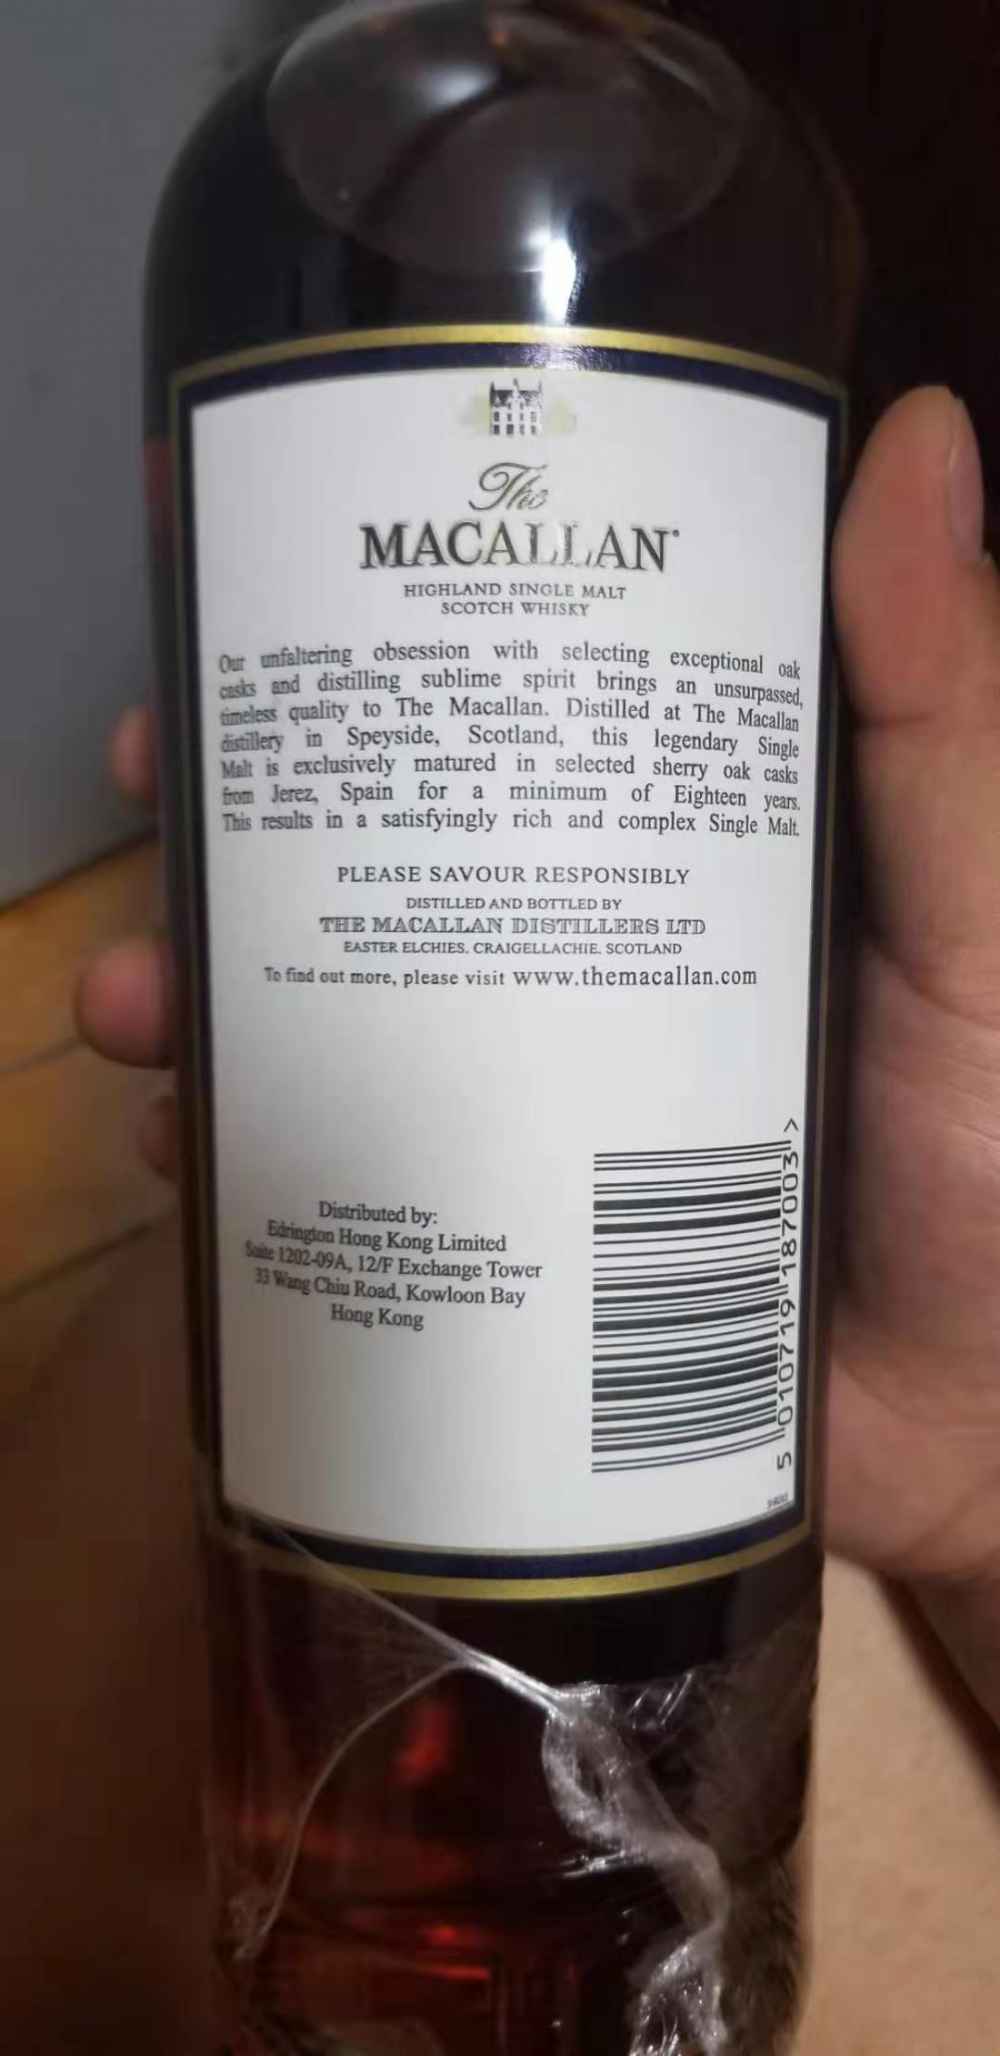 The
MACALLAN
HIGHLAND SINGLE MALT
SCOTCH WHISKY
Our unfaltering obsession with selecting exceptional oak
casks and distilling sublime spirit brings an unsurpassed,
timeless quality to The Macallan. Distilled at The Macallan
distillery in Speyside, Scotland, this legendary Single
Malt is exclusively matured in selected sherry oak casks
from Jerez, Spain for a minimum of Eighteen years.
This results in a satisfyingly rich and complex Single Malt.
PLEASE SAVOUR RESPONSIBLY
DISTILLED AND BOTTLED BY
THE MACALLAN DISTILLERS LTD
EASTER ELCHIES. CRAIGELLACHIE. SCOTLAND
To find out more, please visit www.themacallan.com
Distributed by:
Edrington Hong Kong Limited
Suite 1202-09A, 12/F Exchange Tower
33 Wang Chiu Road, Kowloon Bay
Hong Kong
5 010719 187003 >